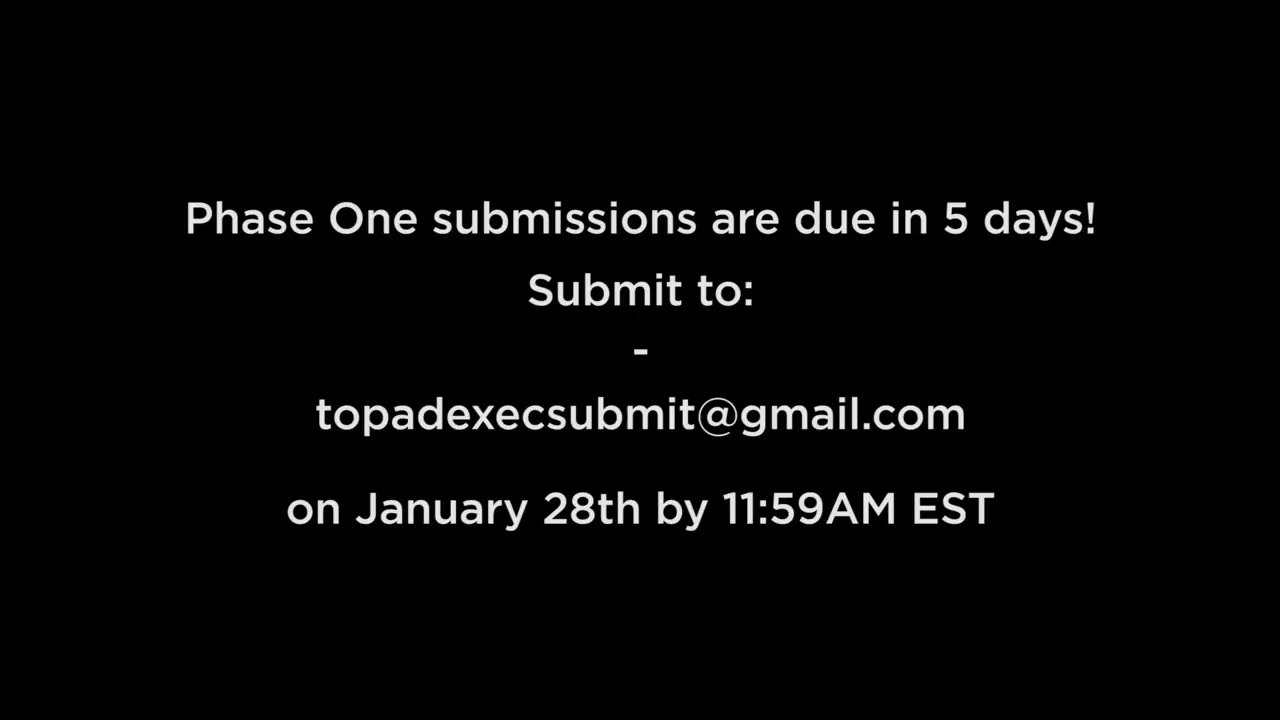 Phase One submissions are due in 5 days!
Submit to:
-
topadexecsubmit@gmail.com
on January 28th by 11:59AM EST